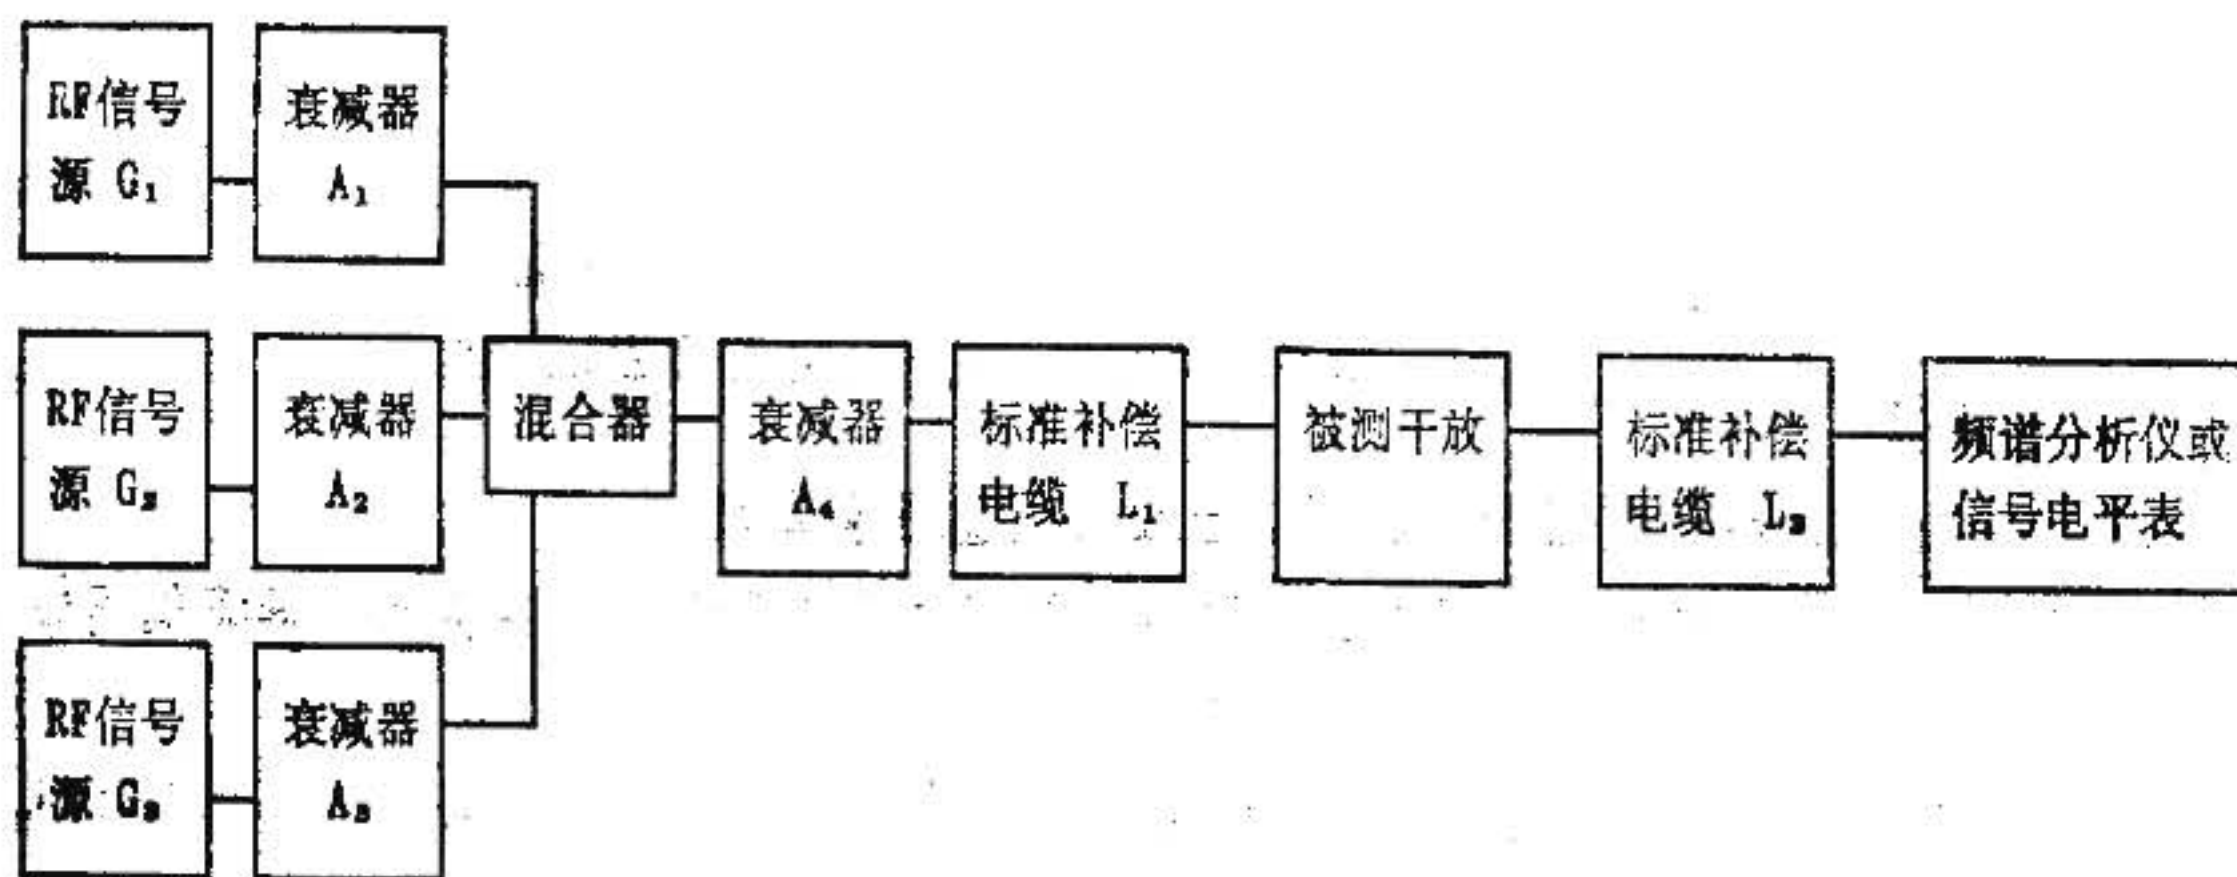 RF信号
源 G₁
衰减器
A₁
RF信号
源 G₂
衰减器
A₂
混合器
衰减器
A₄
标准补偿
电缆 L₁
被测干放
标准补偿
电缆 L₂
频谱分析仪或
信号电平表
RF信号
源 G₃
衰减器
A₃